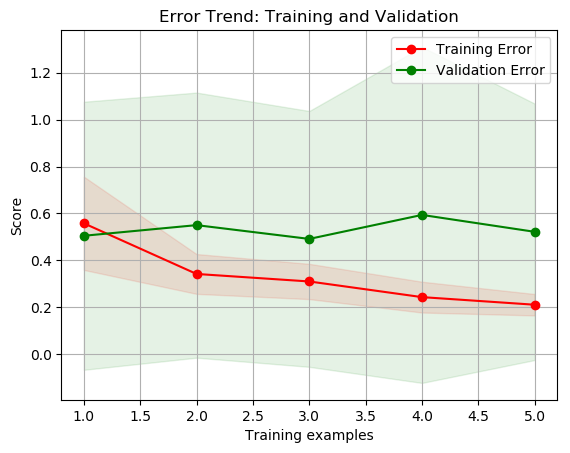 Error Trend: Training and Validation
Training Error
Validation Error
1.2
1.0
0.8
0.6
0.4
0.2
0.0
Score
1.0 1.5 2.0 2.5 3.0 3.5 4.0 4.5 5.0
Training examples